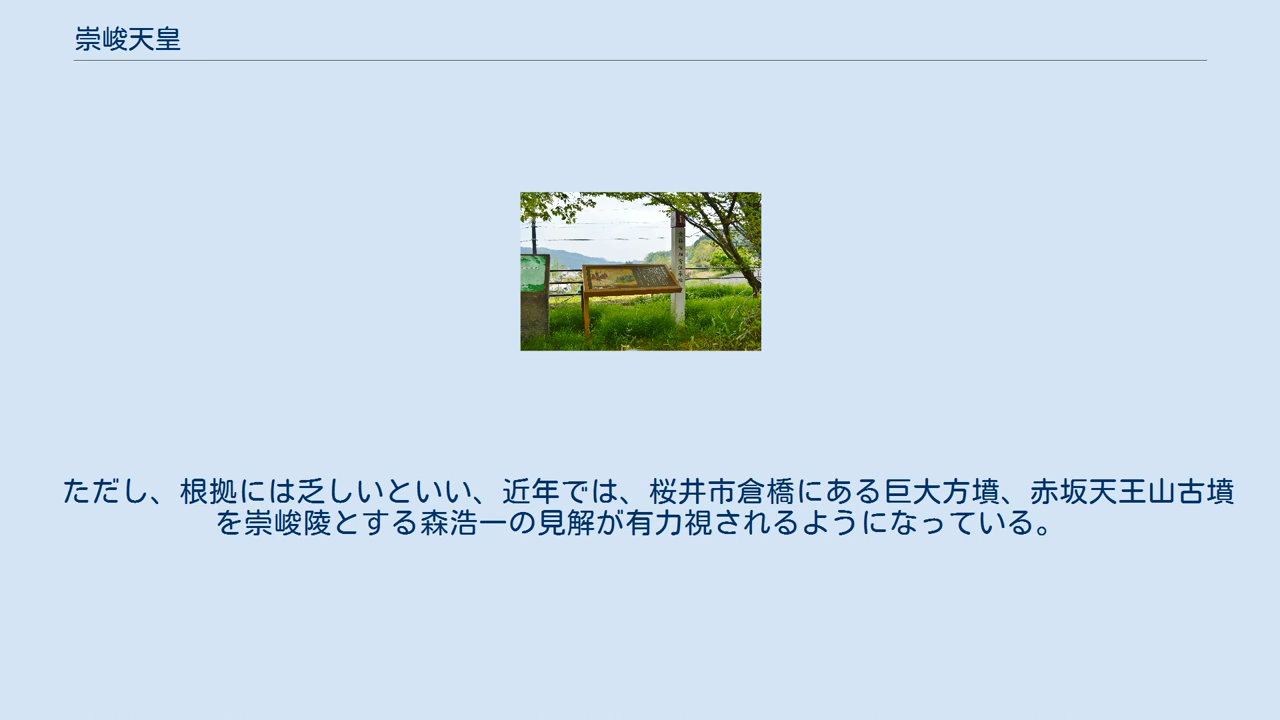 崇峻天皇
ただし、根拠には乏しいといい、近年では、桜井市倉橋にある巨大方墳、赤坂天王山古墳
を崇峻陵とする森浩一の見解が有力視されるようになっている。